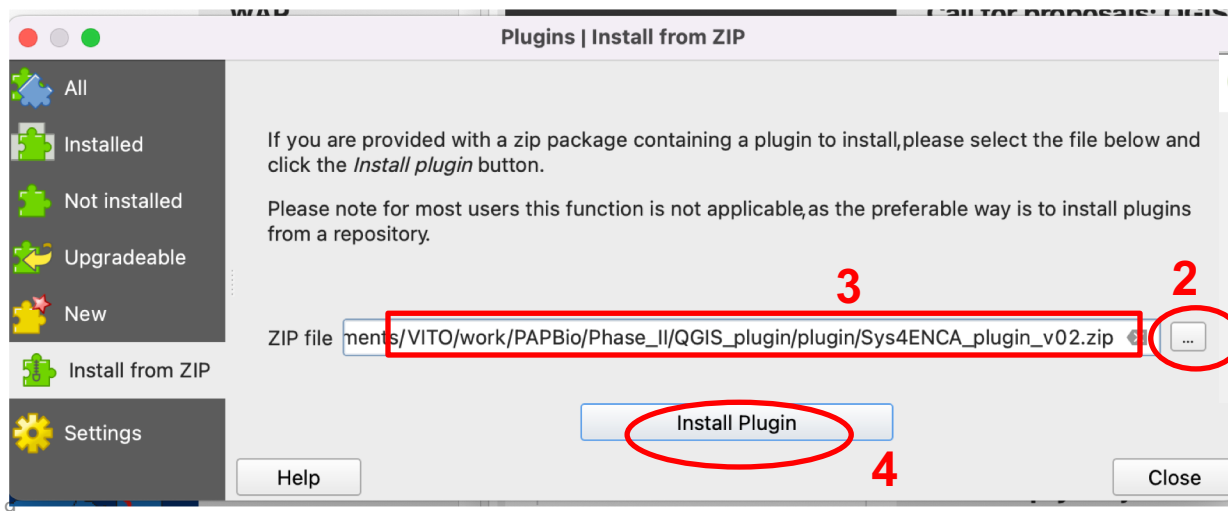 Plugins | Install from ZIP
All
Installed
Not installed
Upgradeable
New
Install from ZIP
Settings
If you are provided with a zip package containing a plugin to install,please select the file below and
click the Install plugin button.
Please note for most users this function is not applicable,as the preferable way is to install plugins
from a repository.
3
2
ZIP file ments/VITO/work/PAPBio/Phase_II/QGIS_plugin/plugin/Sys4ENCA_plugin_v02.zip ...
Install Plugin
4
Help
Close